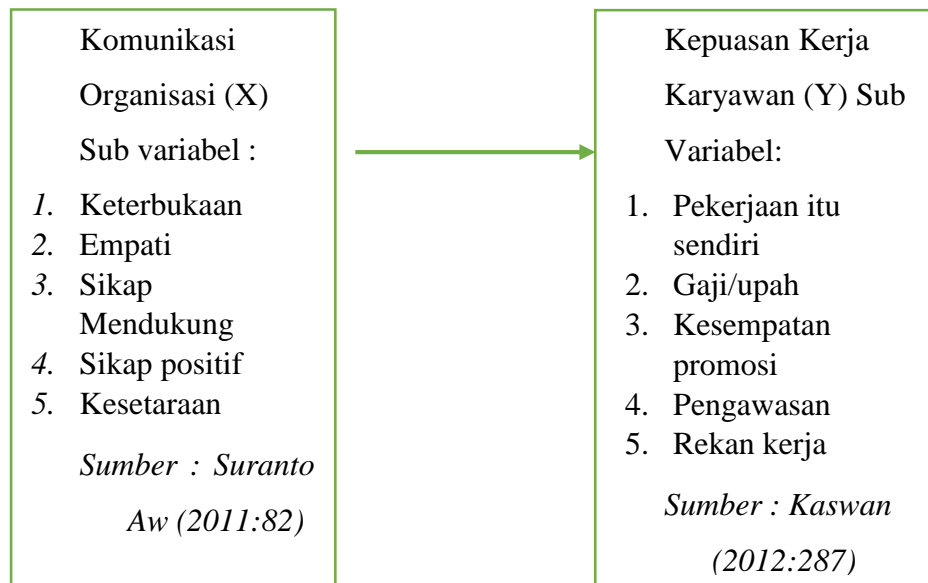 Komunikasi
Organisasi (X)
Sub variabel :
1. Keterbukaan
2. Empati
3. Sikap
Mendukung
4. Sikap positif
5. Kesetaraan
Sumber : Suranto
Aw (2011:82)
Kepuasan Kerja
Karyawan (Y) Sub
Variabel:
1. Pekerjaan itu
sendiri
2. Gaji/upah
3. Kesempatan
promosi
4. Pengawasan
5. Rekan kerja
Sumber : Kaswan
(2012:287)